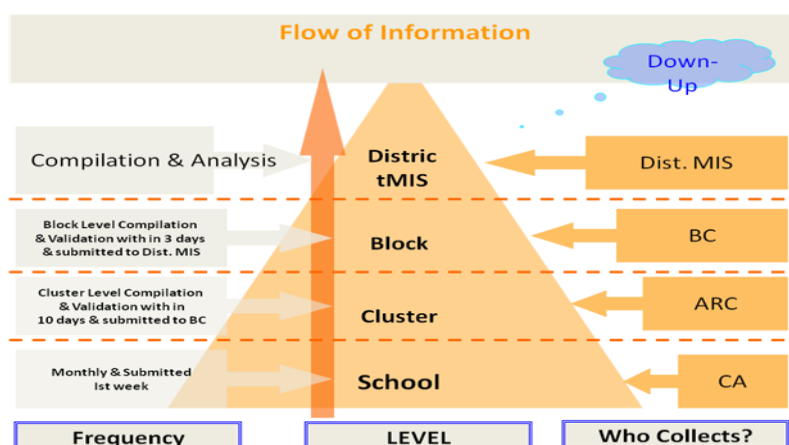 Flow of Information
Down-
Up
Compilation & Analysis
Distric
tMIS
Dist. MIS
Block Level Compilation
& Validation with in 3 days
& submitted to Dist. MIS
Block
BC
Cluster Level Compilation
& Validation with in
10 days & submitted to BC
Cluster
ARC
Monthly & Submitted
Ist week
School
CA
Frequency
LEVEL
Who Collects?